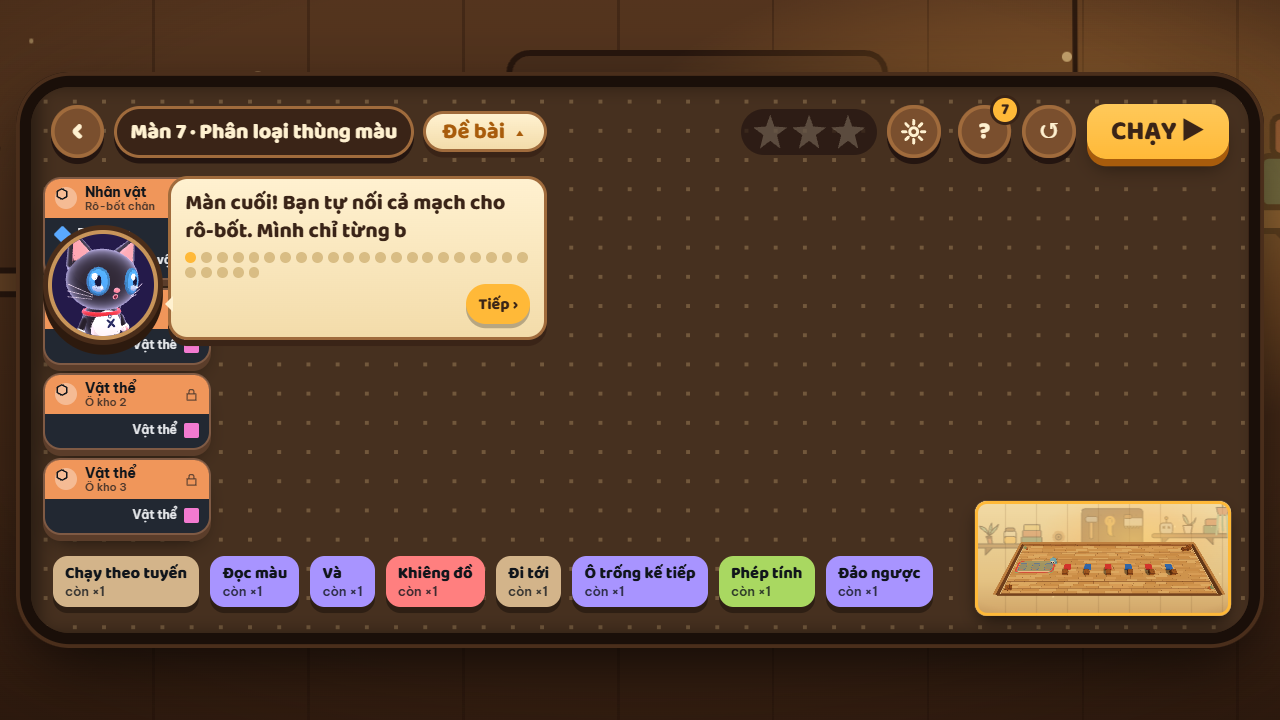 Màn 7 • Phân loại thùng màu
Đề bài
?
7
CHẠY
Nhân vật
Rô-bốt chân
Màn cuối! Bạn tự nối cả mạch cho
rô-bốt. Mình chỉ từng b
Tiếp ›
Vật thể
Vật thể
Ô kho 2
Vật thể
Vật thể
Ô kho 3
Vật thể
Chạy theo tuyến
còn ×1
Đọc màu
còn ×1
Và
còn ×1
Khiêng đồ
còn ×1
Đi tới
còn ×1
Ô trống kế tiếp
còn ×1
Phép tính
còn ×1
Đảo ngược
còn ×1